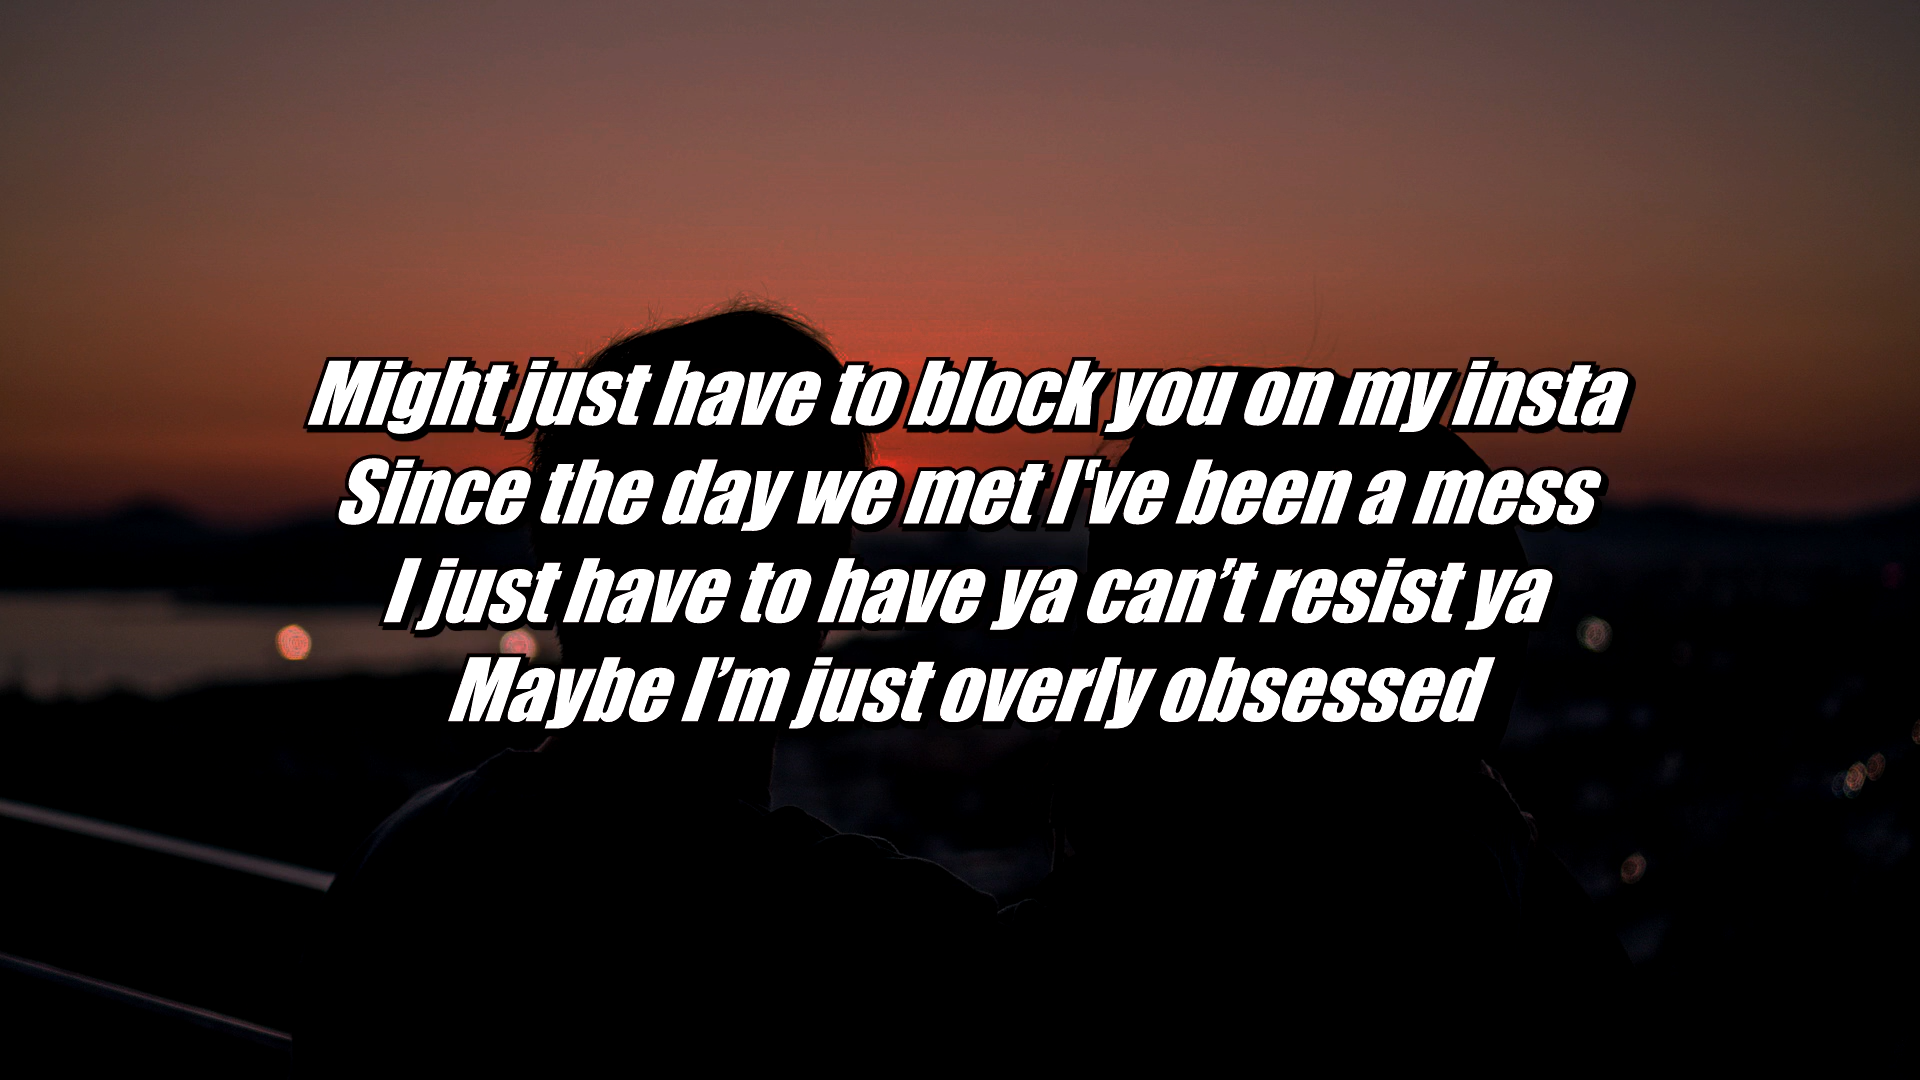 Might just have to block you on my insta
Since the day we met I've been a mess
I just have to have ya can’t resist ya
Maybe I’m just overly obsessed